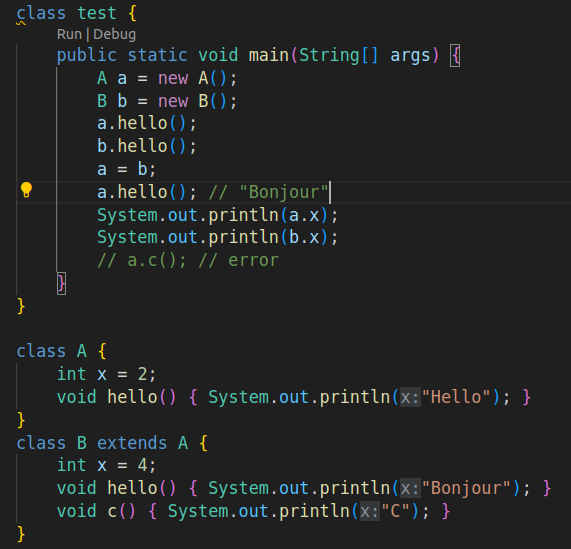 class test {
Run | Debug
public static void main(String[] args) {
A a = new A();
B b = new B();
a.hello();
b.hello();
a = b;
a.hello(); // "Bonjour"
System.out.println(a.x);
System.out.println(b.x);
// a.c(); // error
}
}
class A {
int x = 2;
void hello() { System.out.println(x:"Hello"); }
}
class B extends A {
int x = 4;
void hello() { System.out.println(x:"Bonjour"); }
void c() { System.out.println(x:"C"); }
}